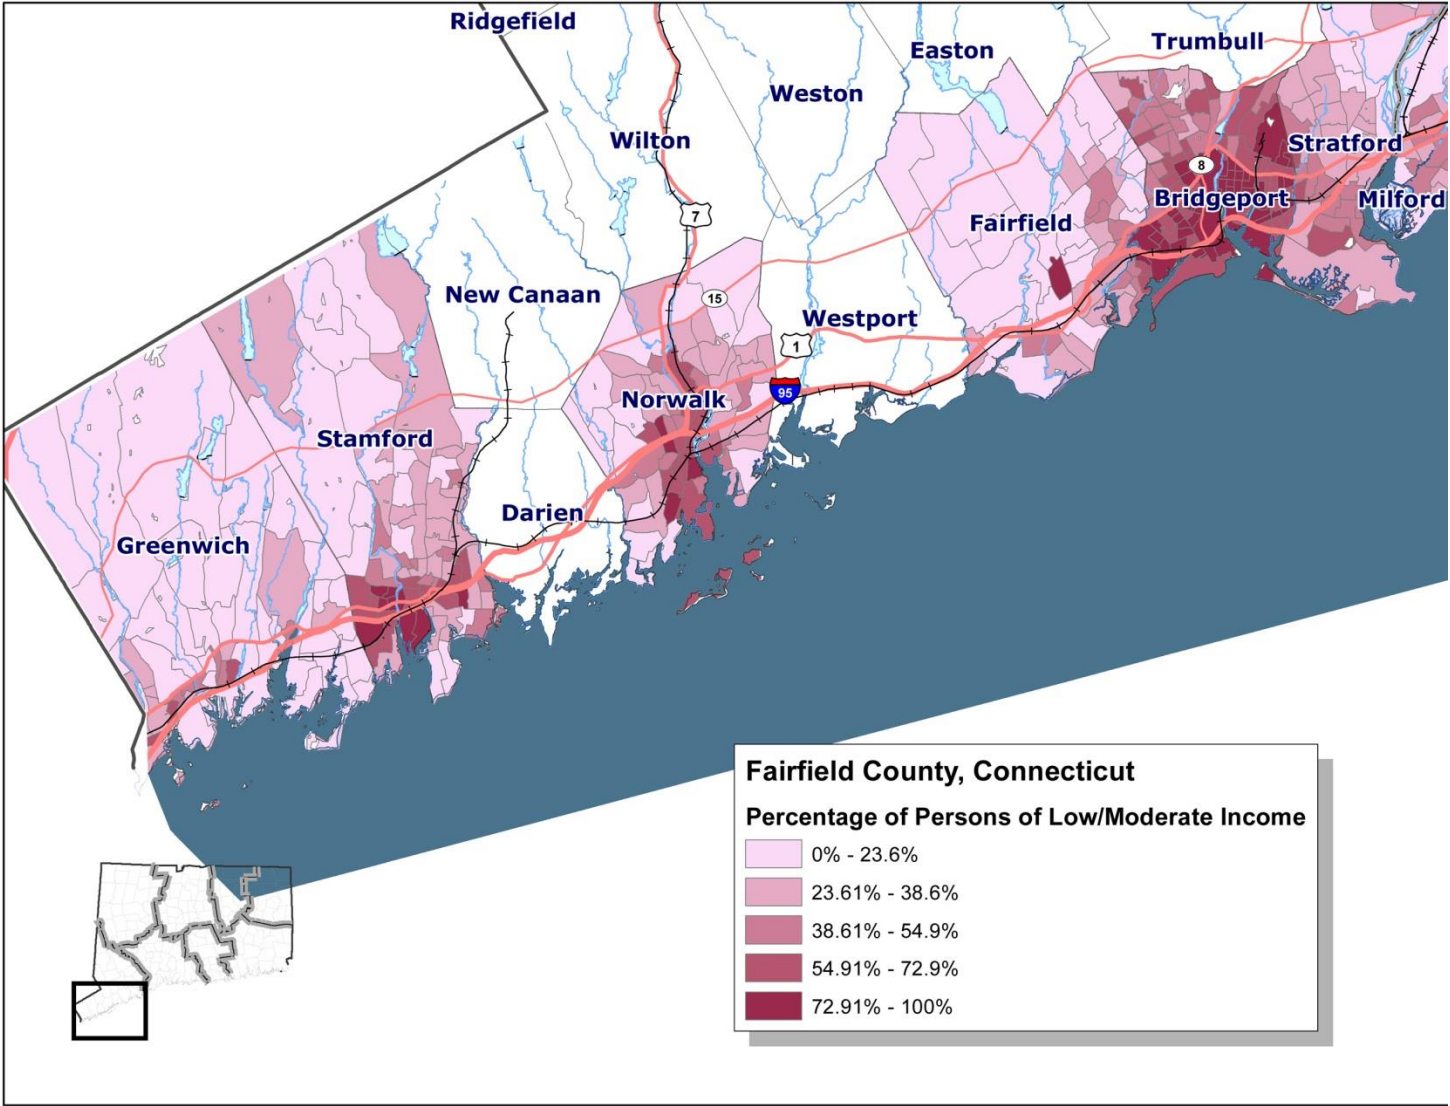 Ridgefield
Easton
Trumbull
Weston
Wilton
Stratford
8
Bridgeport
Milford
7
Fairfield
New Canaan
15
Westport
1
95
Norwalk
Stamford
Darien
Greenwich
Fairfield County, Connecticut
Percentage of Persons of Low/Moderate Income
0% - 23.6%
23.61% - 38.6%
38.61% - 54.9%
54.91% - 72.9%
72.91% - 100%